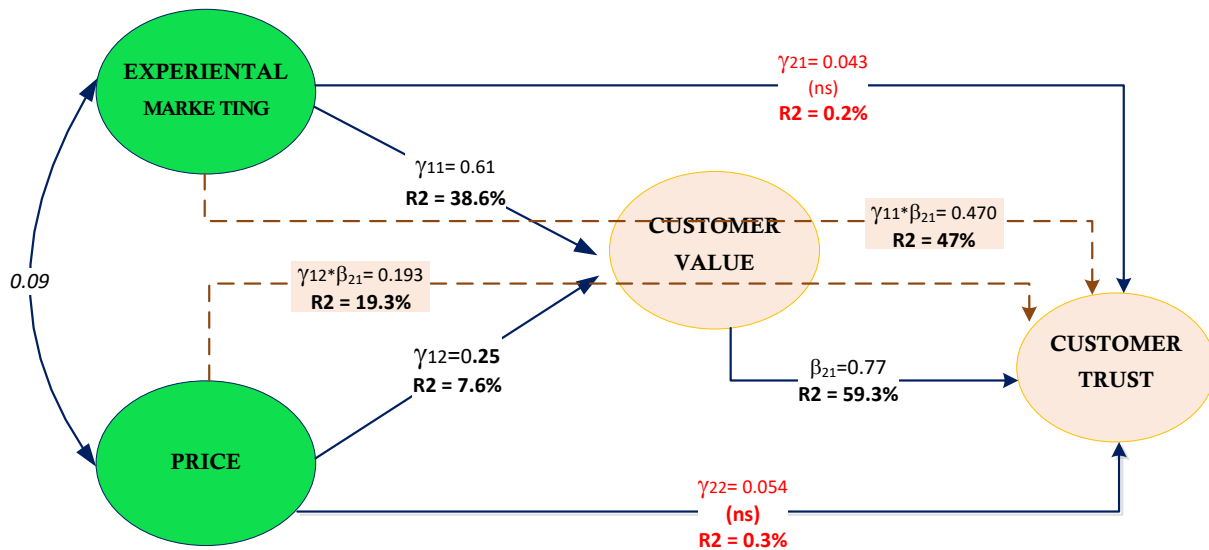 EXPERIENTAL
MARKE TING
γ21= 0.043
(ns)
R2 = 0.2%
γ11= 0.61
R2 = 38.6%
γ11*β21= 0.470
R2 = 47%
CUSTOMER
VALUE
0.09
γ12*β21= 0.193
R2 = 19.3%
γ12=0.25
R2 = 7.6%
CUSTOMER
TRUST
β21=0.77
R2 = 59.3%
PRICE
γ22= 0.054
(ns)
R2 = 0.3%